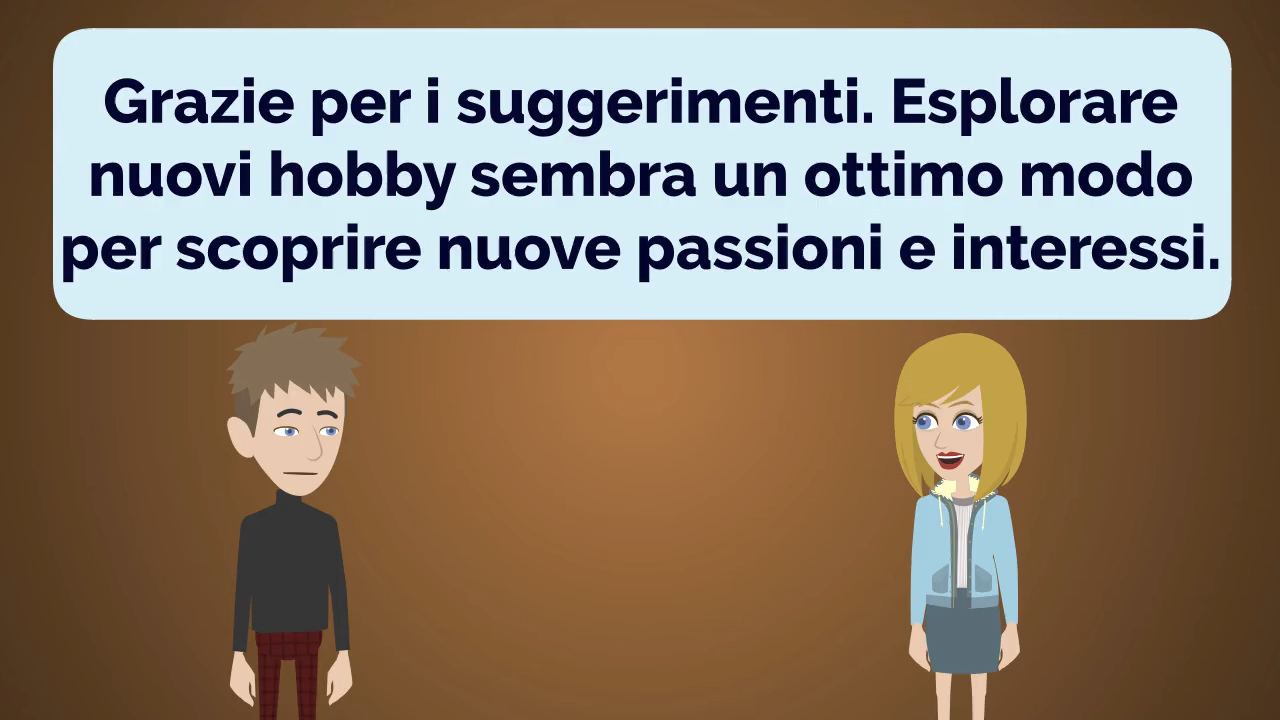 Grazie per i suggerimenti. Esplorare
nuovi hobby sembra un ottimo modo
per scoprire nuove passioni e interessi.